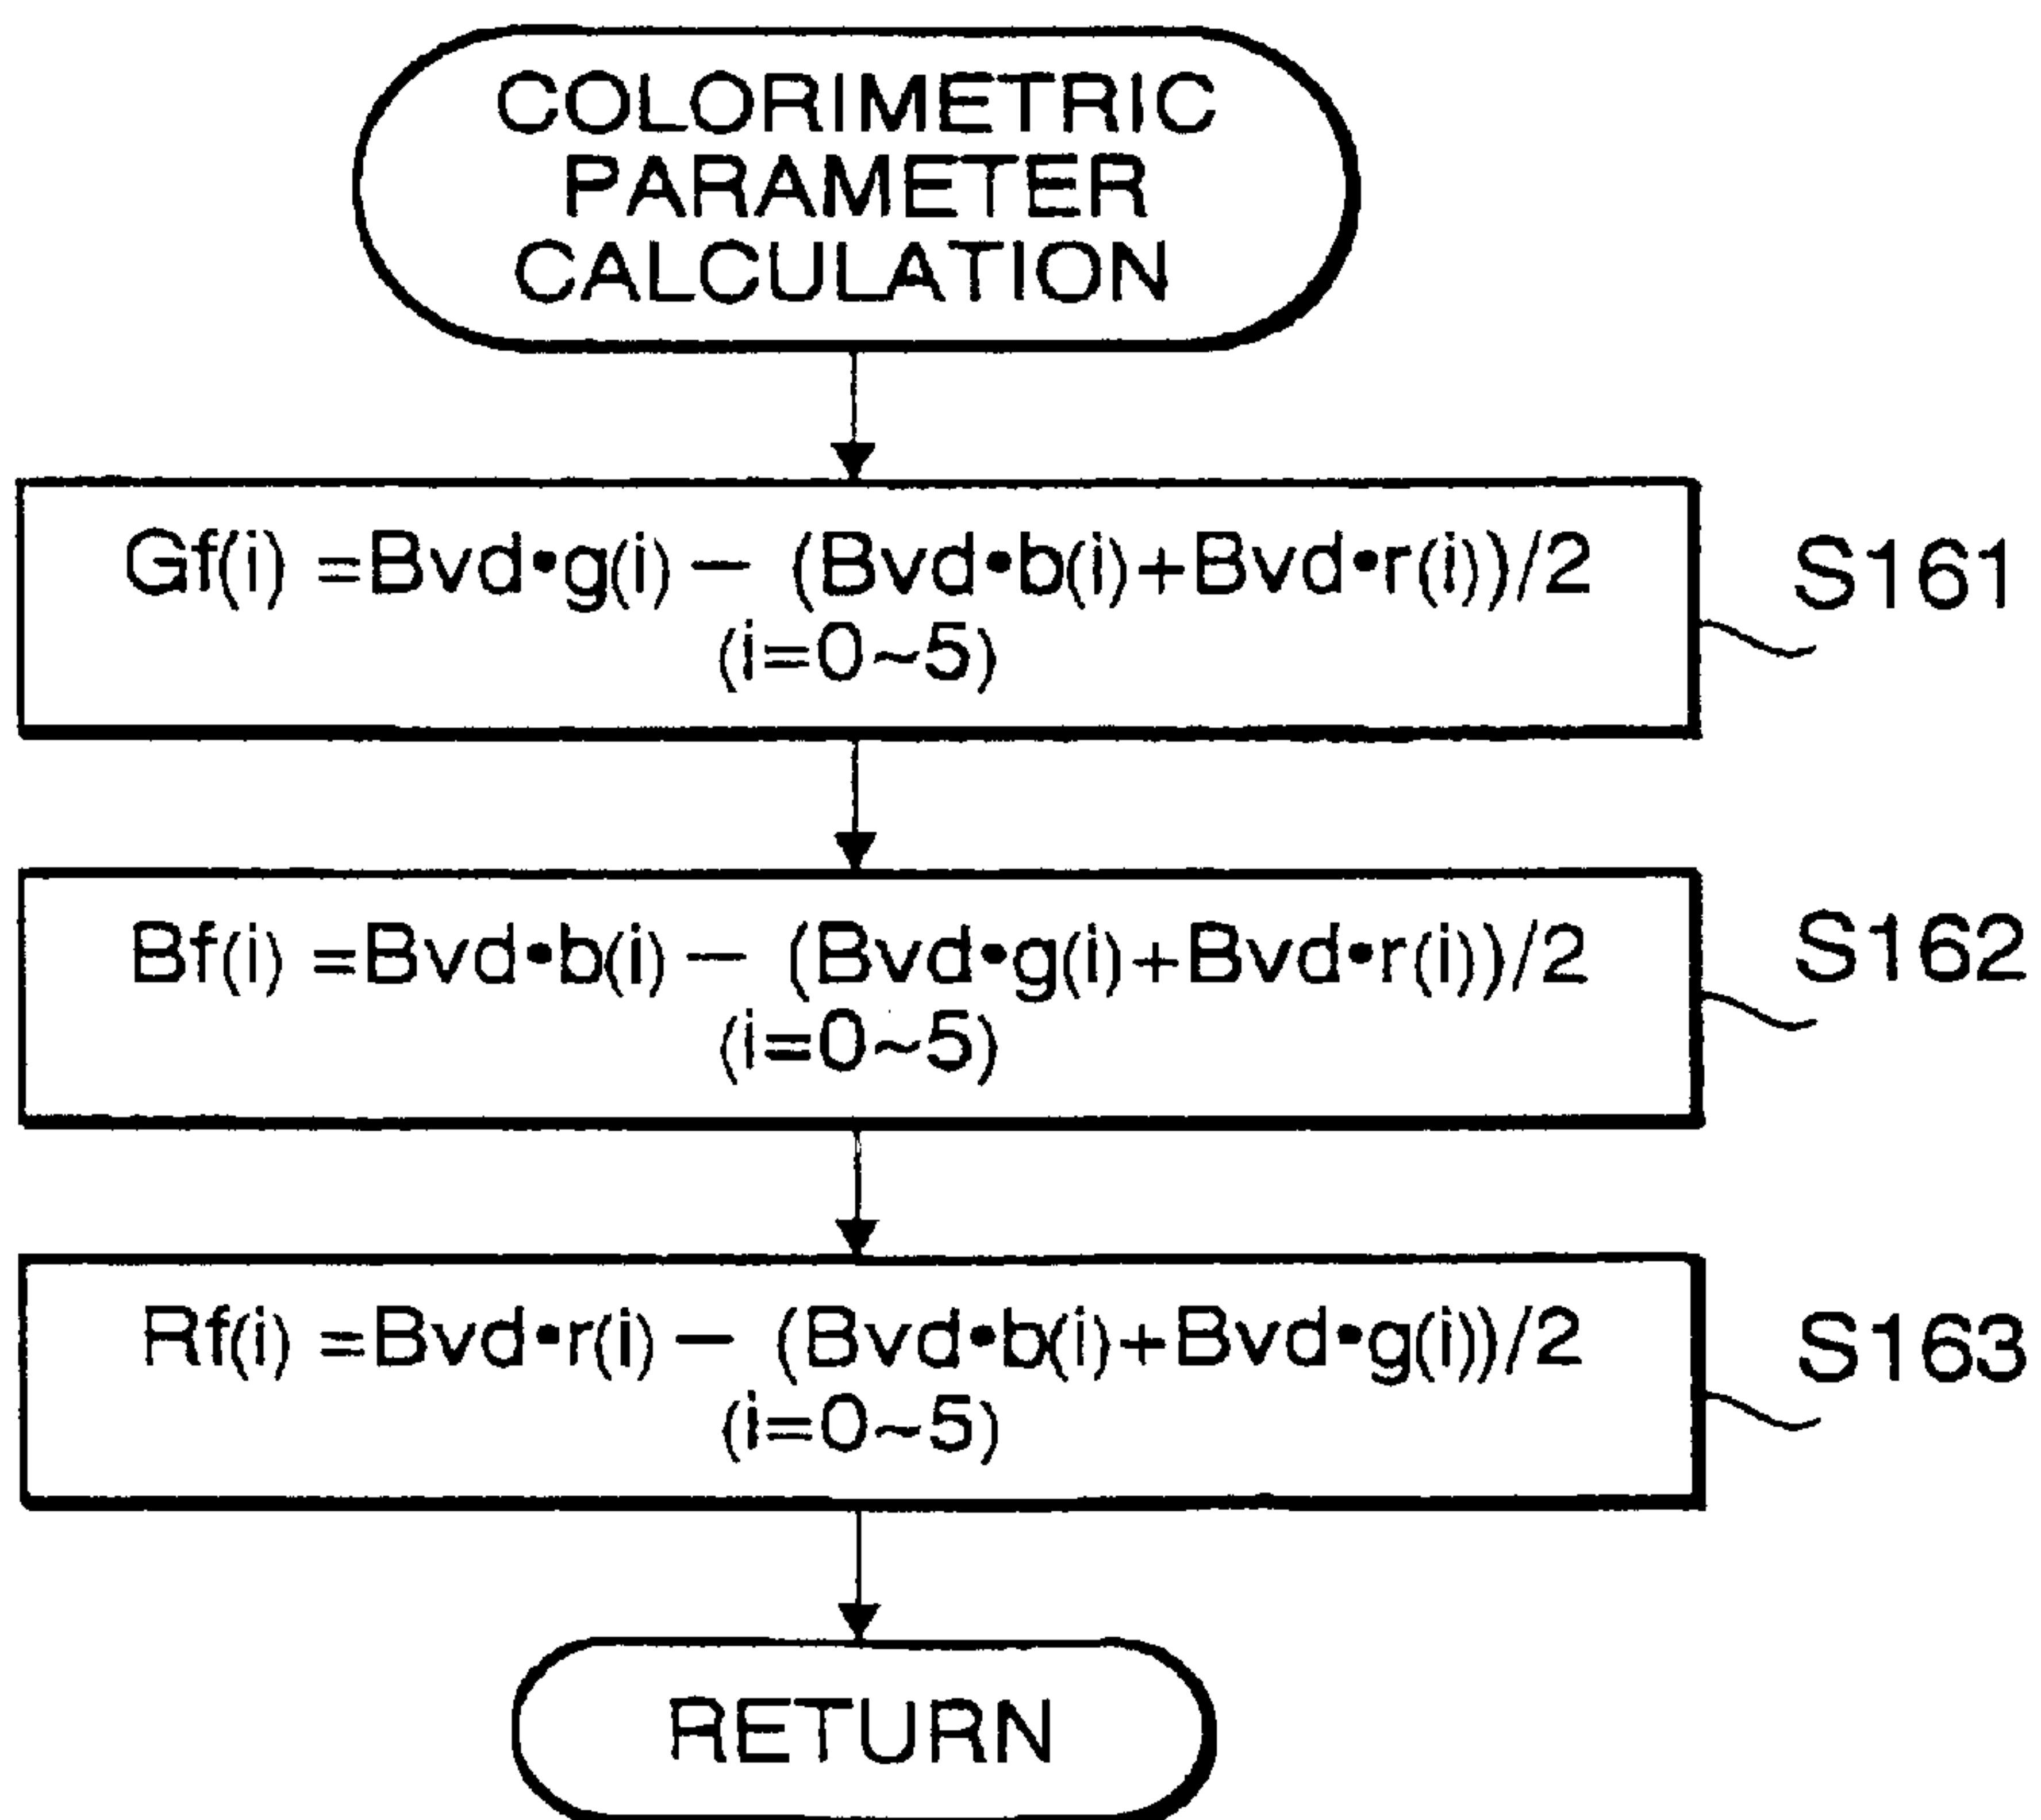 COLORIMETRIC
PARAMETER
CALCULATION
Gf(i) =Bvd•g(i) — (Bvd•b(i)+Bvd•r(i))/2
(i=0~5)
S161
Bf(i) =Bvd•b(i) — (Bvd•g(i)+Bvd•r(i))/2
(i=0~5)
S162
Rf(i) =Bvd•r(i) — (Bvd•b(i)+Bvd•g(i))/2
(i=0~5)
S163
RETURN